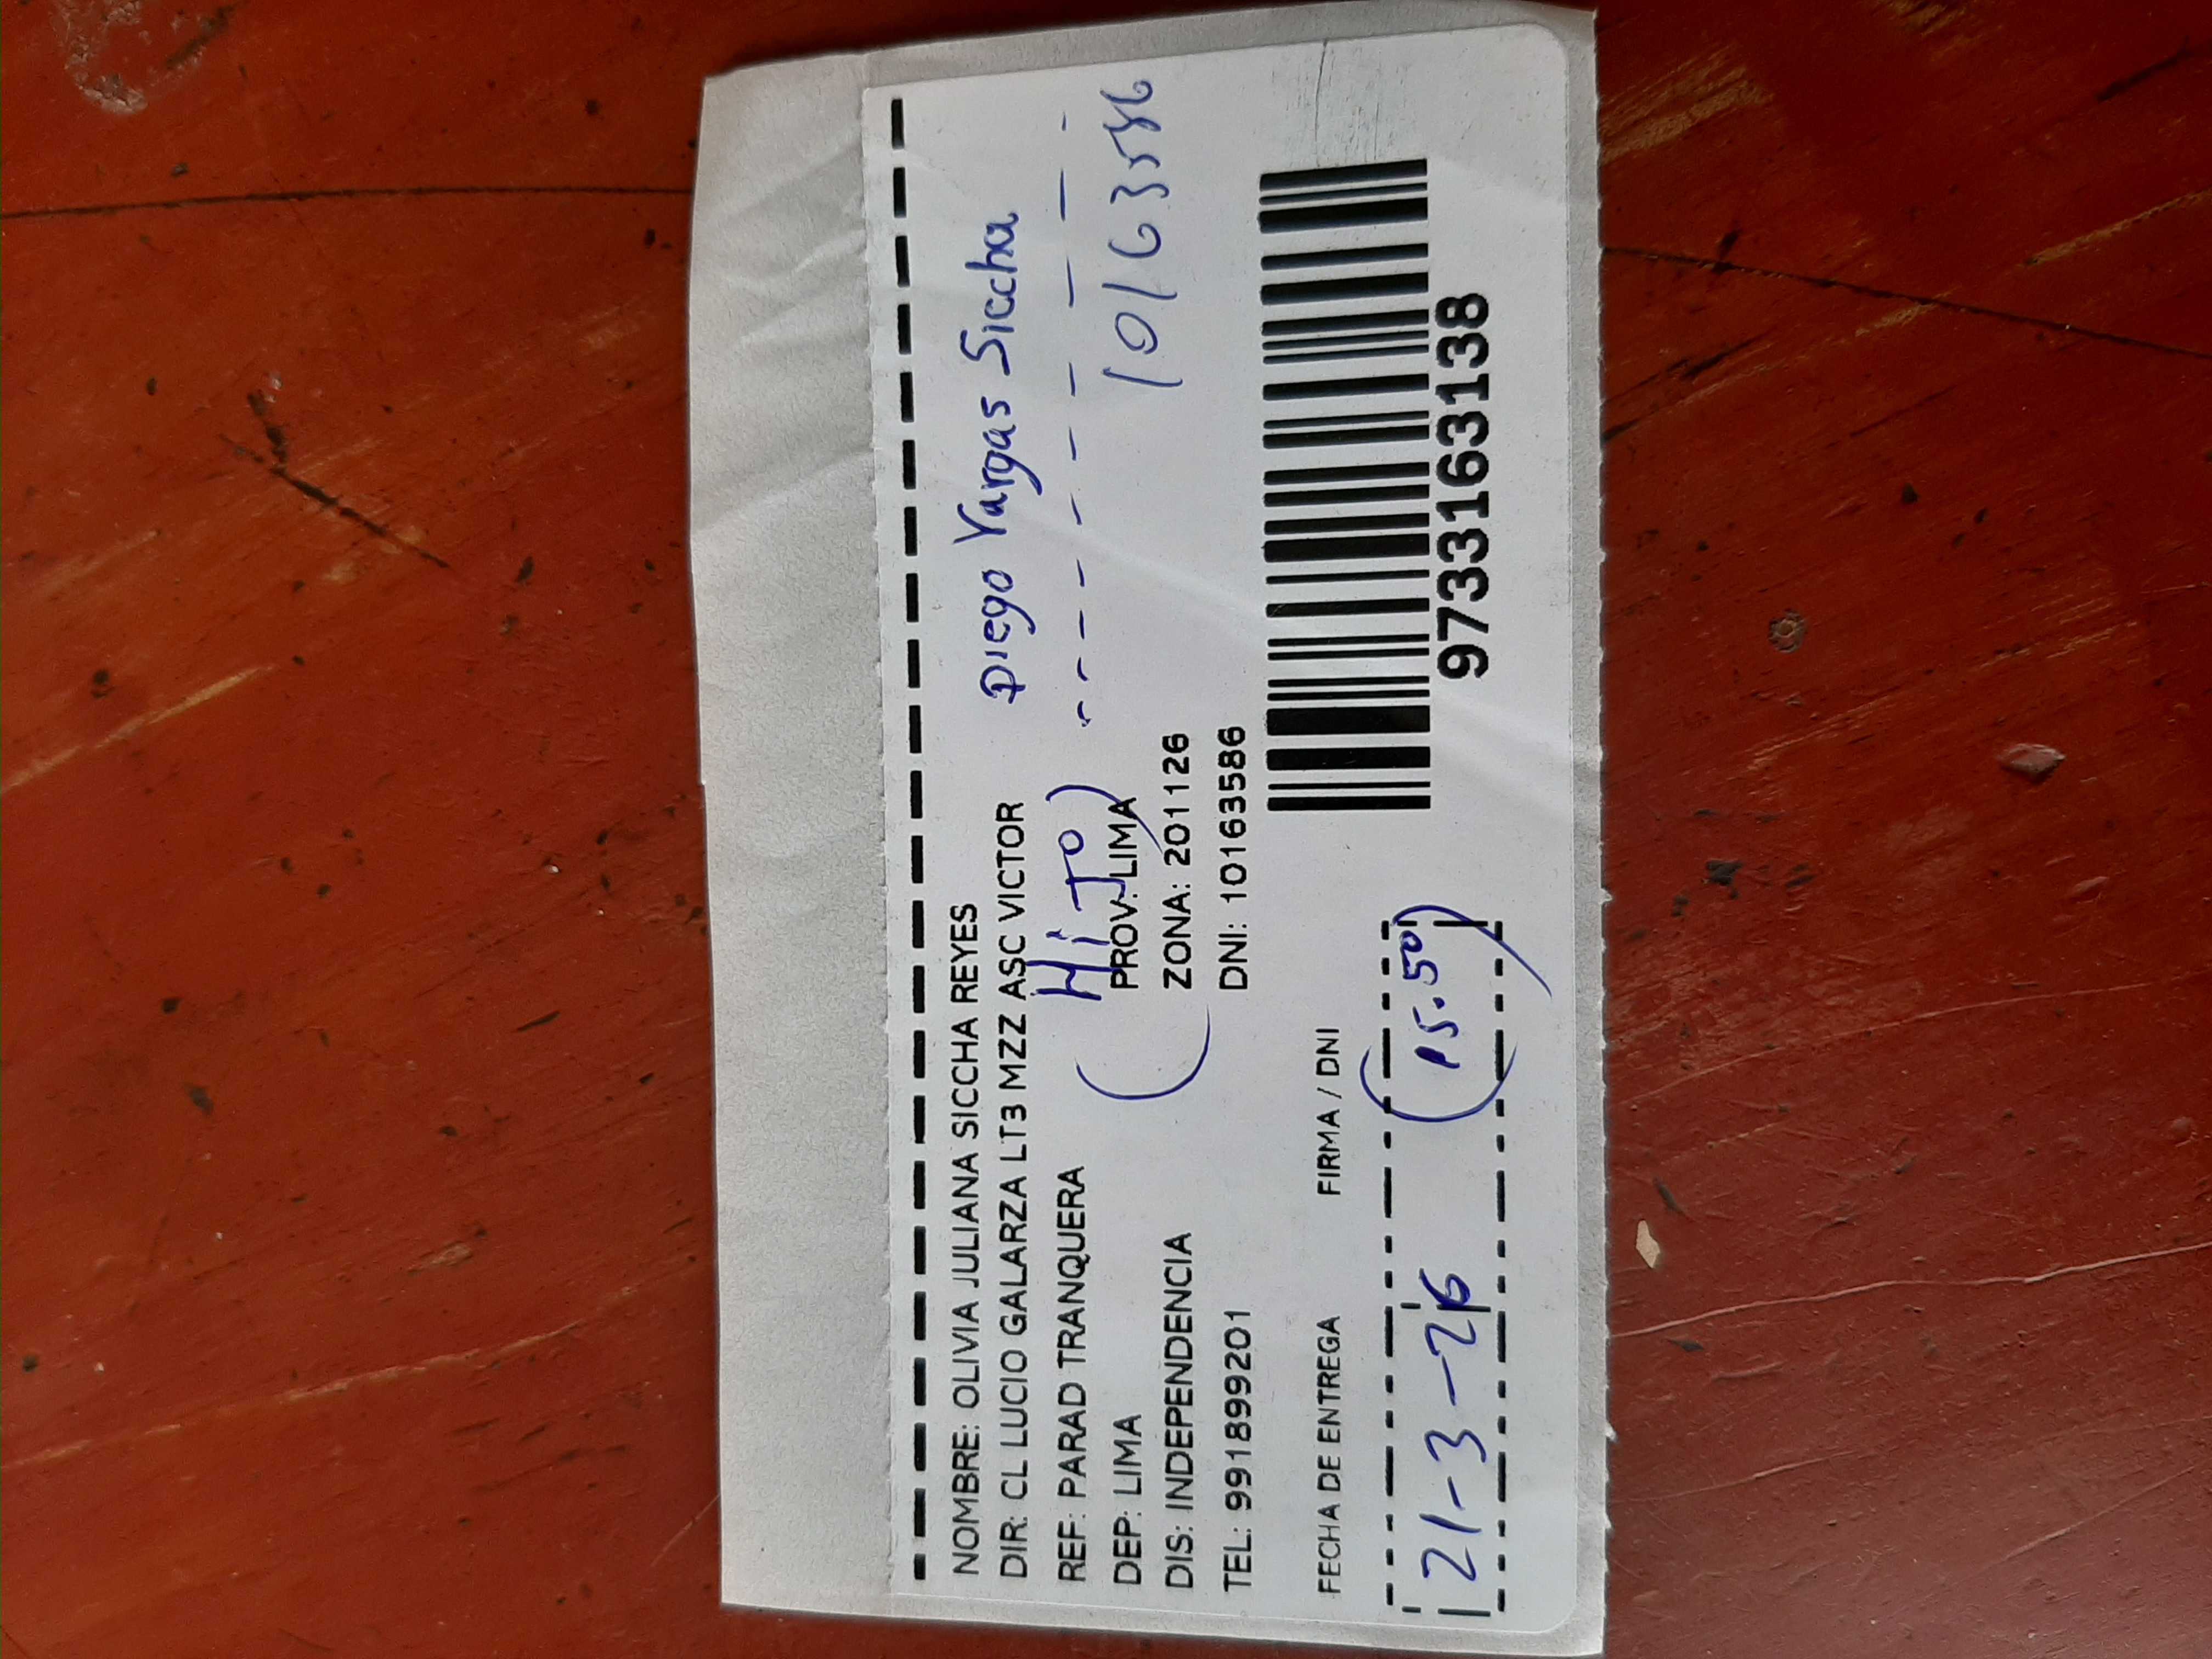 NOMBRE: OLIVIA JULIANA SICCHA REYES
DIR: CL LUCIO GALARZA LT3 MZZ ASC VICTOR
Diego Vargas Siccha
REF: PARAD TRANQUERA
(HiJO)
DEP: LIMA PROV: LIMA
10163586
DIS: INDEPENDENCIA ZONA: 201126
TEL: 991899201 DNI: 10163586
FECHA DE ENTREGA FIRMA / DNI
21-3-26 (15.50)
9733163138